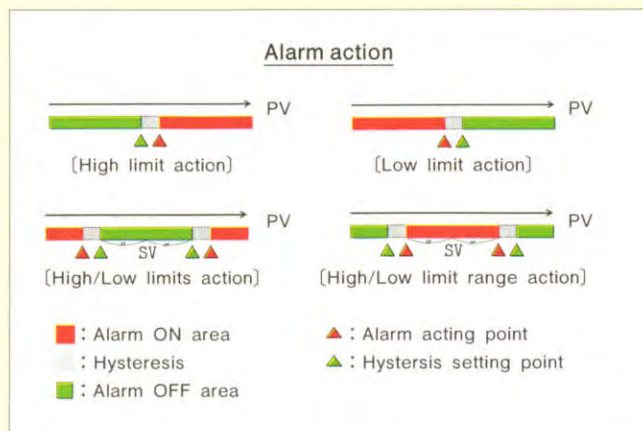 Alarm action
PV
PV
〔High limit action〕
〔Low limit action〕
PV
PV
SV
SV
〔High/Low limits action〕
〔High/Low limit range action〕
: Alarm ON area
: Alarm acting point
: Hysteresis
: Hystersis setting point
: Alarm OFF area